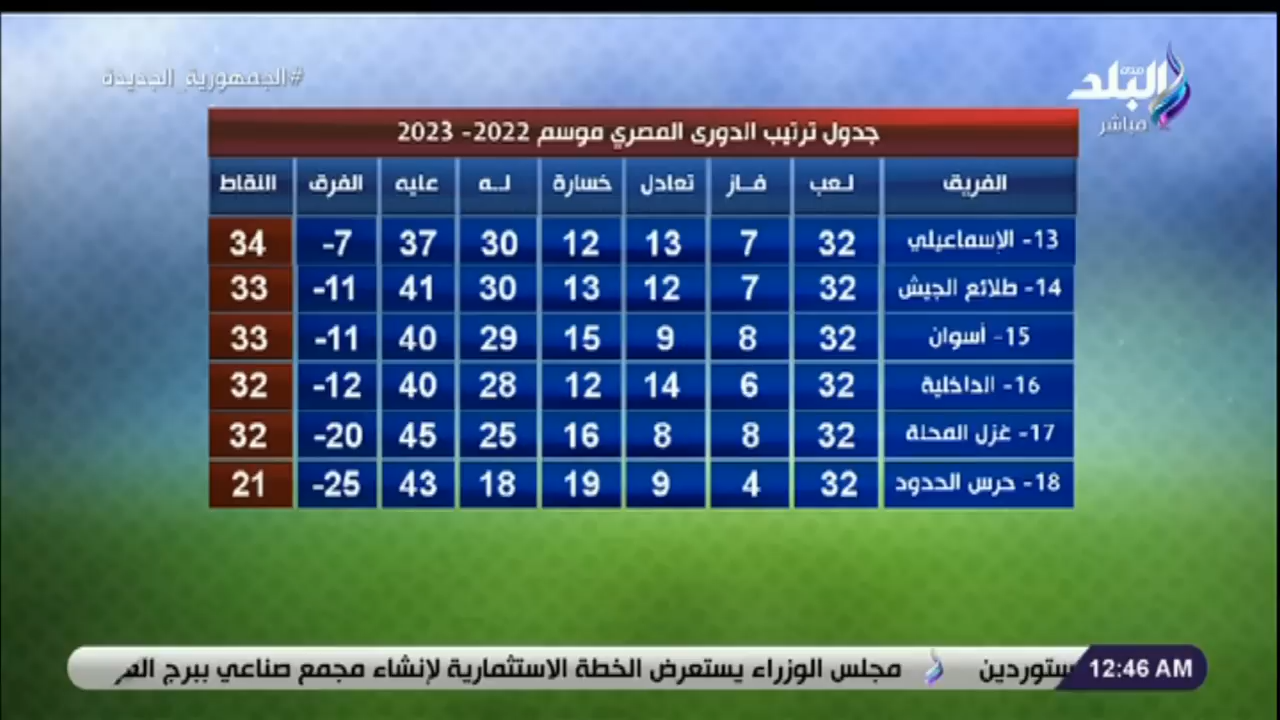 صدى البلد
مباشر
#الجمهورية_الجديدة
جدول ترتيب الدورى المصري موسم 2022- 2023
الفريق لعب فاز تعادل خسارة له عليه الفرق النقاط
13- الإسماعيلي 32 7 13 12 30 37 -7 34
14- طلائع الجيش 32 7 12 13 30 41 -11 33
15- أسوان 32 8 9 15 29 40 -11 33
16- الداخلية 32 6 14 12 28 40 -12 32
17- غزل المحلة 32 8 8 16 25 45 -20 32
18- حرس الحدود 32 4 9 19 18 43 -25 21
12:46 AM ستوردين مجلس الوزراء يستعرض الخطة الاستثمارية لإنشاء مجمع صناعي ببرج